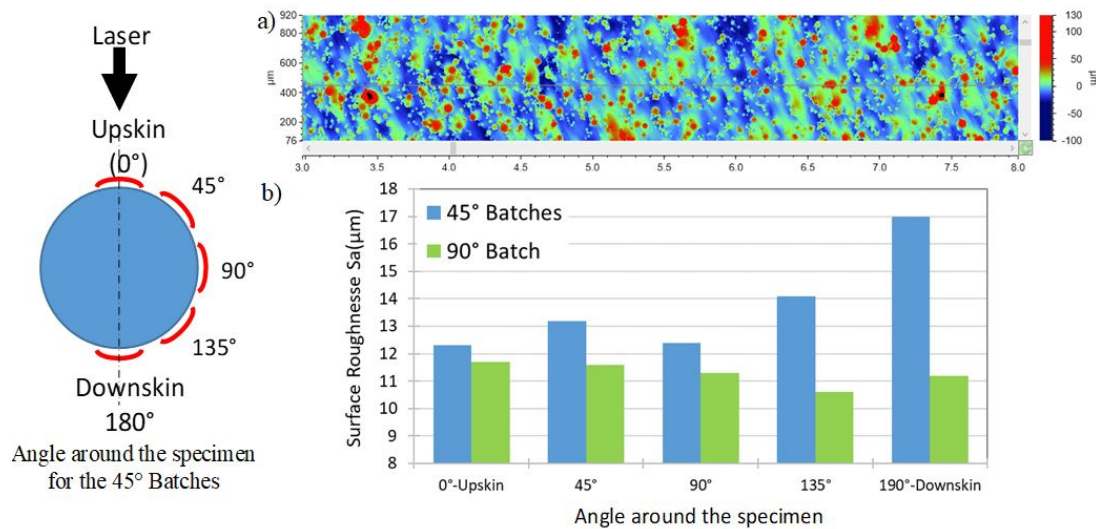 Laser
Upskin
(0°)
45°
90°
135°
Downskin
180°
Angle around the specimen
for the 45° Batches
a)
920
800
600
400
200
76
µm
3.0
3.5
4.0
4.5
5.0
5.5
6.0
6.5
7.0
7.5
8.0
130
100
50
0
-50
-100
µm
b)
18
17
16
15
14
13
12
11
10
9
8
Surface Roughnesse Sa(µm)
45° Batches
90° Batch
0°-Upskin
45°
90°
135°
190°-Downskin
Angle around the specimen